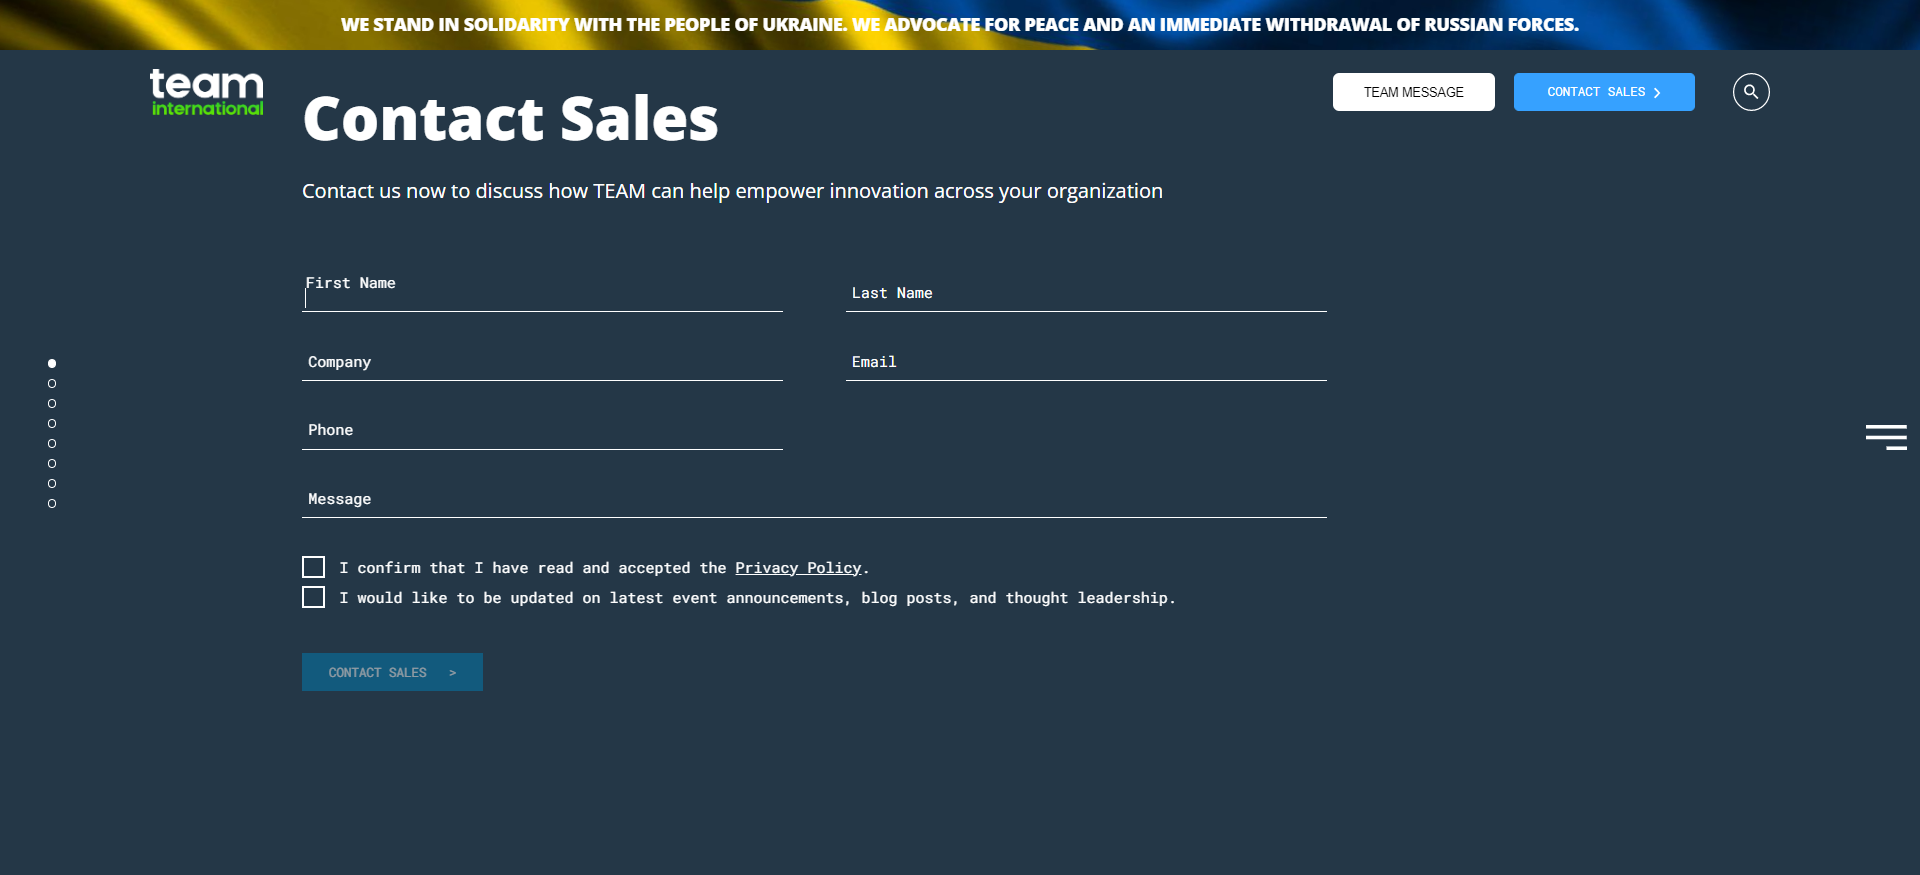 WE STAND IN SOLIDARITY WITH THE PEOPLE OF UKRAINE. WE ADVOCATE FOR PEACE AND AN IMMEDIATE WITHDRAWAL OF RUSSIAN FORCES.
team
international
TEAM MESSAGE
CONTACT SALES >
Contact Sales
Contact us now to discuss how TEAM can help empower innovation across your organization
First Name
Last Name
Company
Email
Phone
Message
I confirm that I have read and accepted the Privacy Policy.
I would like to be updated on latest event announcements, blog posts, and thought leadership.
CONTACT SALES >